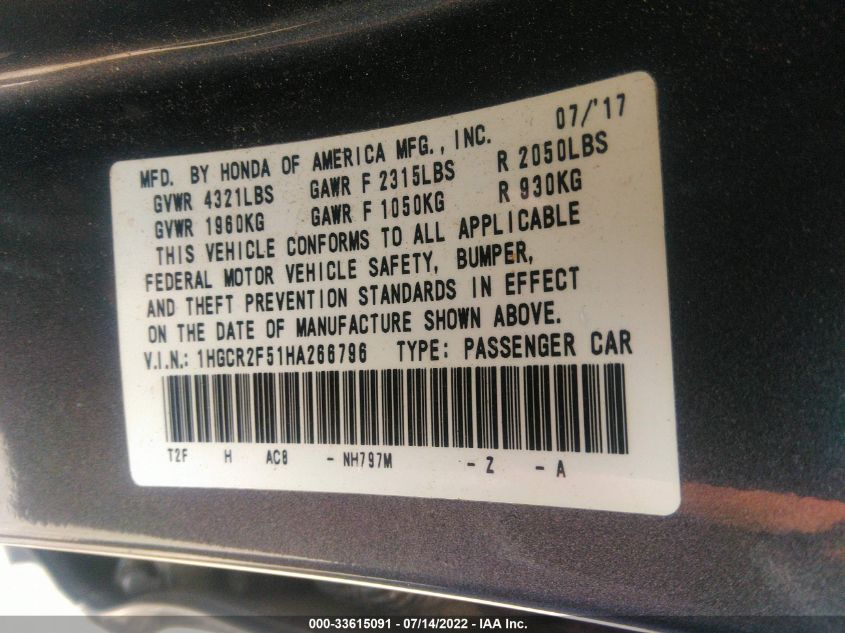 07/'17
MFD. BY HONDA OF AMERICA MFG., INC.
GVWR 4321LBS GAWR F 2315LBS R 2050LBS
GVWR 1960KG GAWR F 1050KG R 930KG
THIS VEHICLE CONFORMS TO ALL APPLICABLE
FEDERAL MOTOR VEHICLE SAFETY, BUMPER,
AND THEFT PREVENTION STANDARDS IN EFFECT
ON THE DATE OF MANUFACTURE SHOWN ABOVE.
V.I.N.: 1HGCR2F51HA266796 TYPE: PASSENGER CAR
T2F H AC8 - NH797M - Z - A
000-33615091 - 07/14/2022 - IAA Inc.